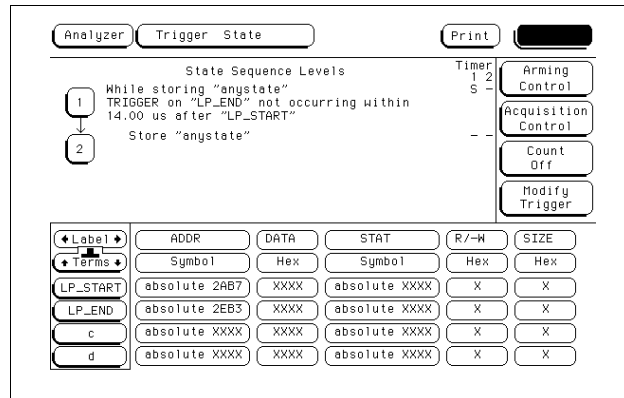 Analyzer Trigger State Print
State Sequence Levels
Timer
1 2
While storing "anystate" S -
1 TRIGGER on "LP_END" not occurring within
14.00 us after "LP_START"
2 Store "anystate" - -
Arming
Control
Acquisition
Control
Count
Off
Modify
Trigger
Label ADDR DATA STAT R/-W SIZE
Terms Symbol Hex Symbol Hex Hex
LP_START absolute 2AB7 XXXX absolute XXXX X X
LP_END absolute 2EB3 XXXX absolute XXXX X X
c absolute XXXX XXXX absolute XXXX X X
d absolute XXXX XXXX absolute XXXX X X